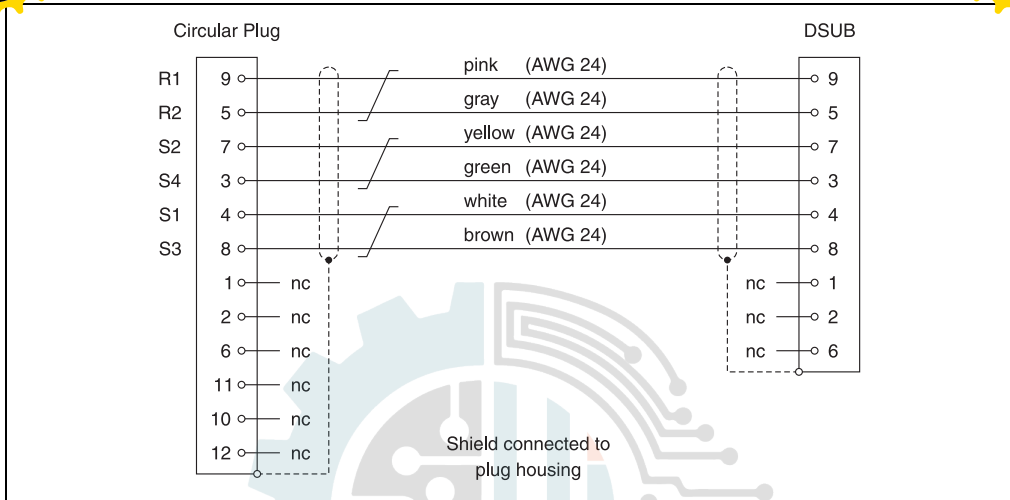 Circular Plug DSUB
R1 9 pink (AWG 24) 9
R2 5 gray (AWG 24) 5
S2 7 yellow (AWG 24) 7
S4 3 green (AWG 24) 3
S1 4 white (AWG 24) 4
S3 8 brown (AWG 24) 8
1 nc nc 1
2 nc nc 2
6 nc nc 6
11 nc
10 nc
12 nc
Shield connected to
plug housing